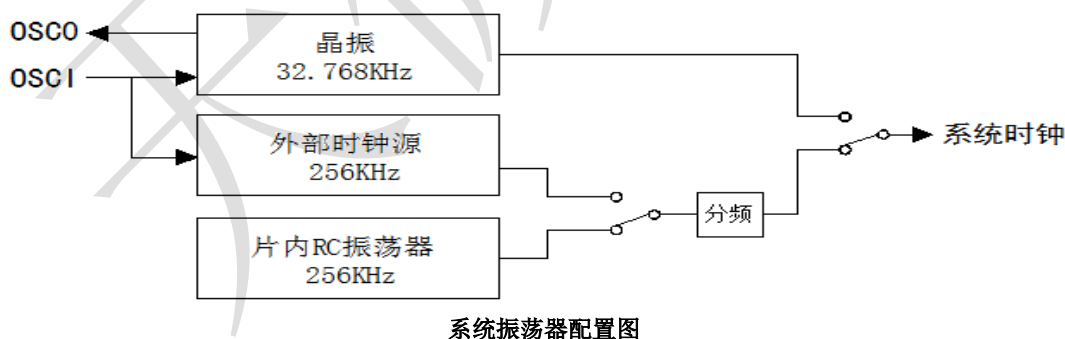 OSCO
OSCI
晶振
32.768KHz
外部时钟源
256KHz
片内RC振荡器
256KHz
分频
系统时钟
系统振荡器配置图